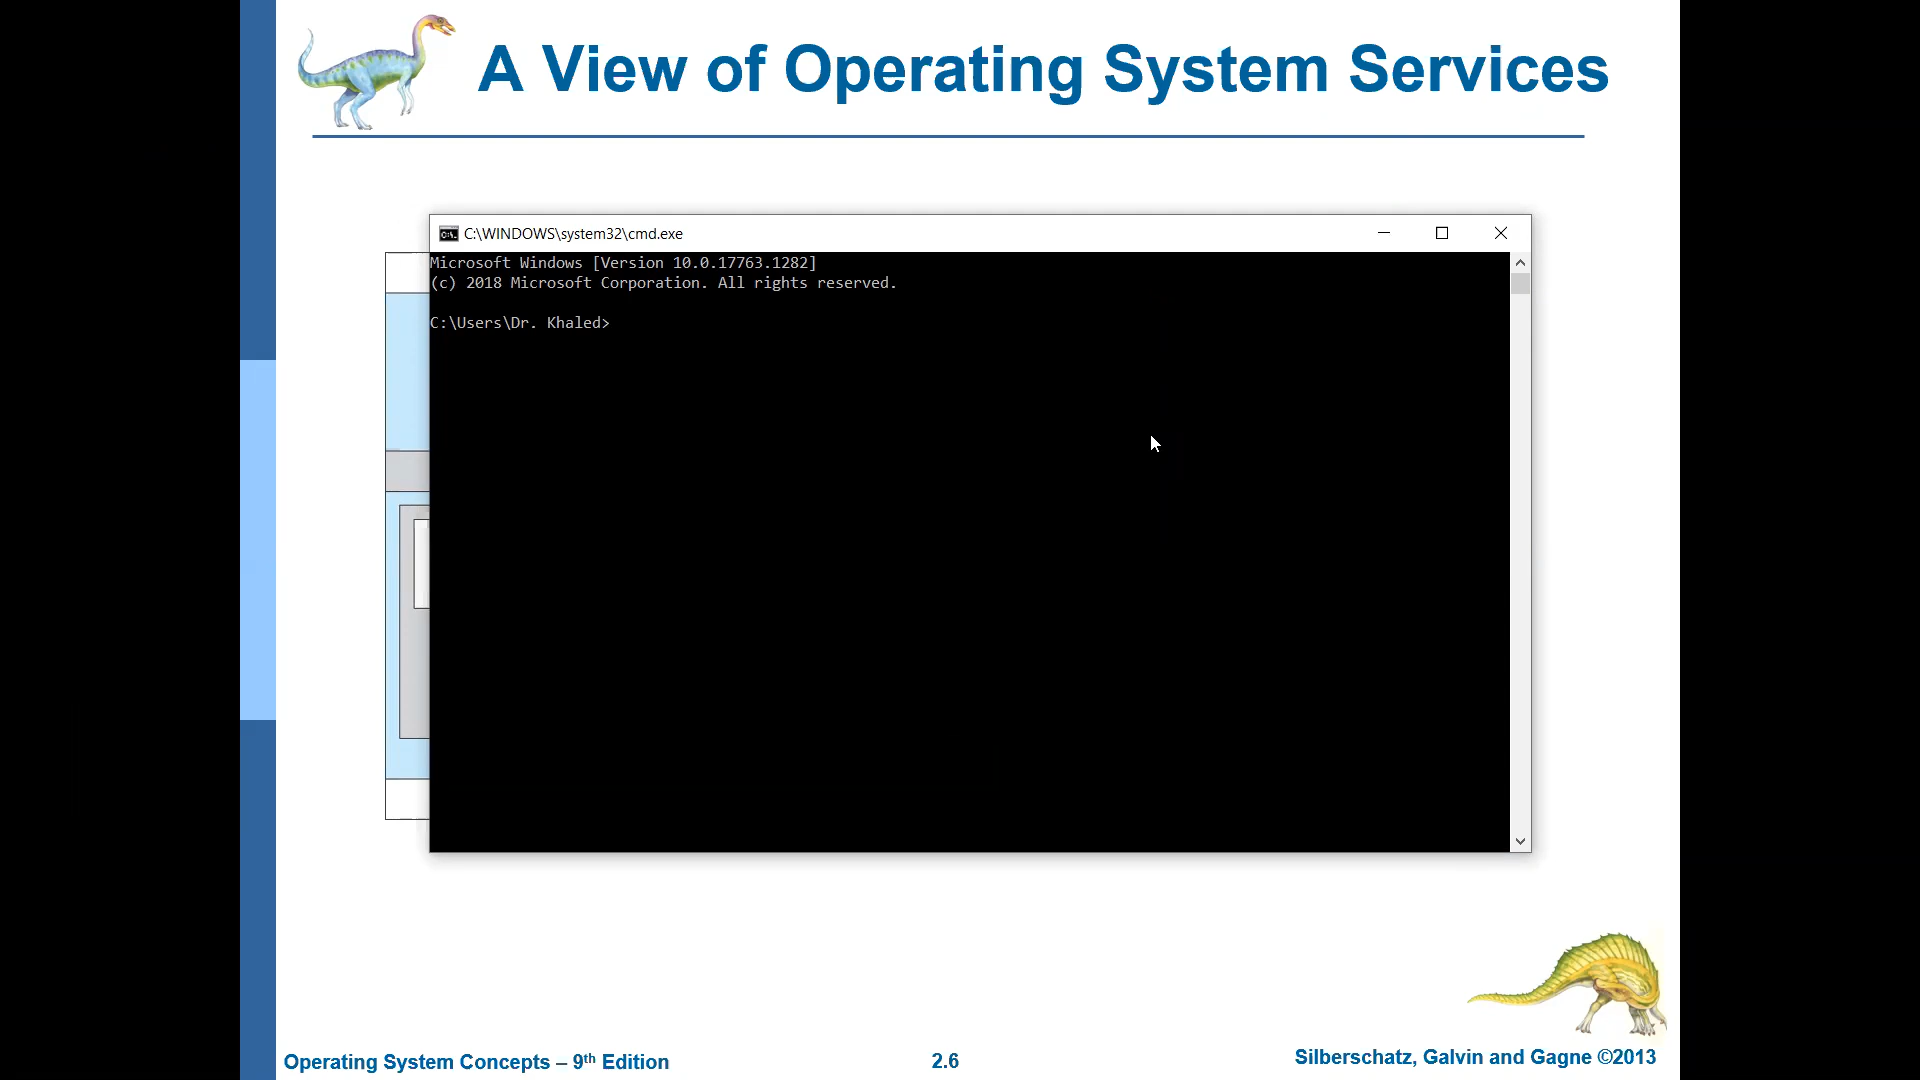 A View of Operating System Services
C:\WINDOWS\system32\cmd.exe
Microsoft Windows [Version 10.0.17763.1282]
(c) 2018 Microsoft Corporation. All rights reserved.
C:\Users\Dr. Khaled>
Operating System Concepts – 9th Edition
2.6
Silberschatz, Galvin and Gagne ©2013